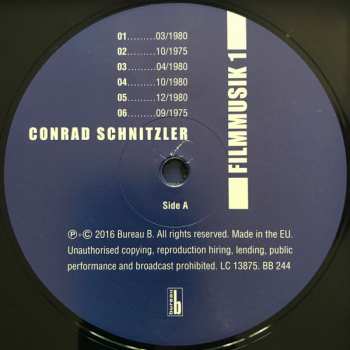 01.........03/1980
02.........10/1975
03.........04/1980
04.........10/1980
05.........12/1980
06.........09/1975
CONRAD SCHNITZLER
FILMMUSIK 1
Side A
℗+© 2016 Bureau B. All rights reserved. Made in the EU.
Unauthorised copying, reproduction hiring, lending, public
performance and broadcast prohibited. LC 13875. BB 244
bureau
b